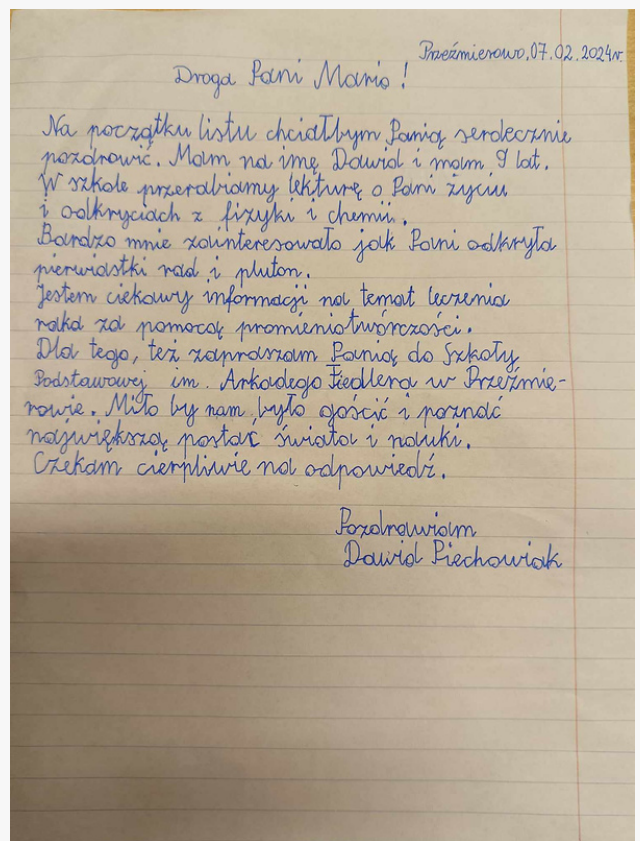 Przeźmierowo, 07.02.2024r.
Droga Pani Mario!
Na początku listu chciałbym Panią serdecznie
pozdrowić. Mam na imę Dawid i mam 9 lat.
W szkole przerabiamy lekturę o Pani życiu
i odkryciach z fizyki i chemii.
Bardzo mnie zainteresowało jak Pani odkryła
pierwiastki rad i pluton.
Jestem ciekawy informacji na temat leczenia
raka za pomocą promieniotwórczości.
Dla tego, też zapraszam Panią do Szkoły
Podstawowej im. Arkadego Fiedlera w Przeźmie-
rowie. Miło by nam było gościć i poznać
największą postać świata i nauki.
Czekam cierpliwie na odpowiedź.
Pozdrawiam
Dawid Piechowiak